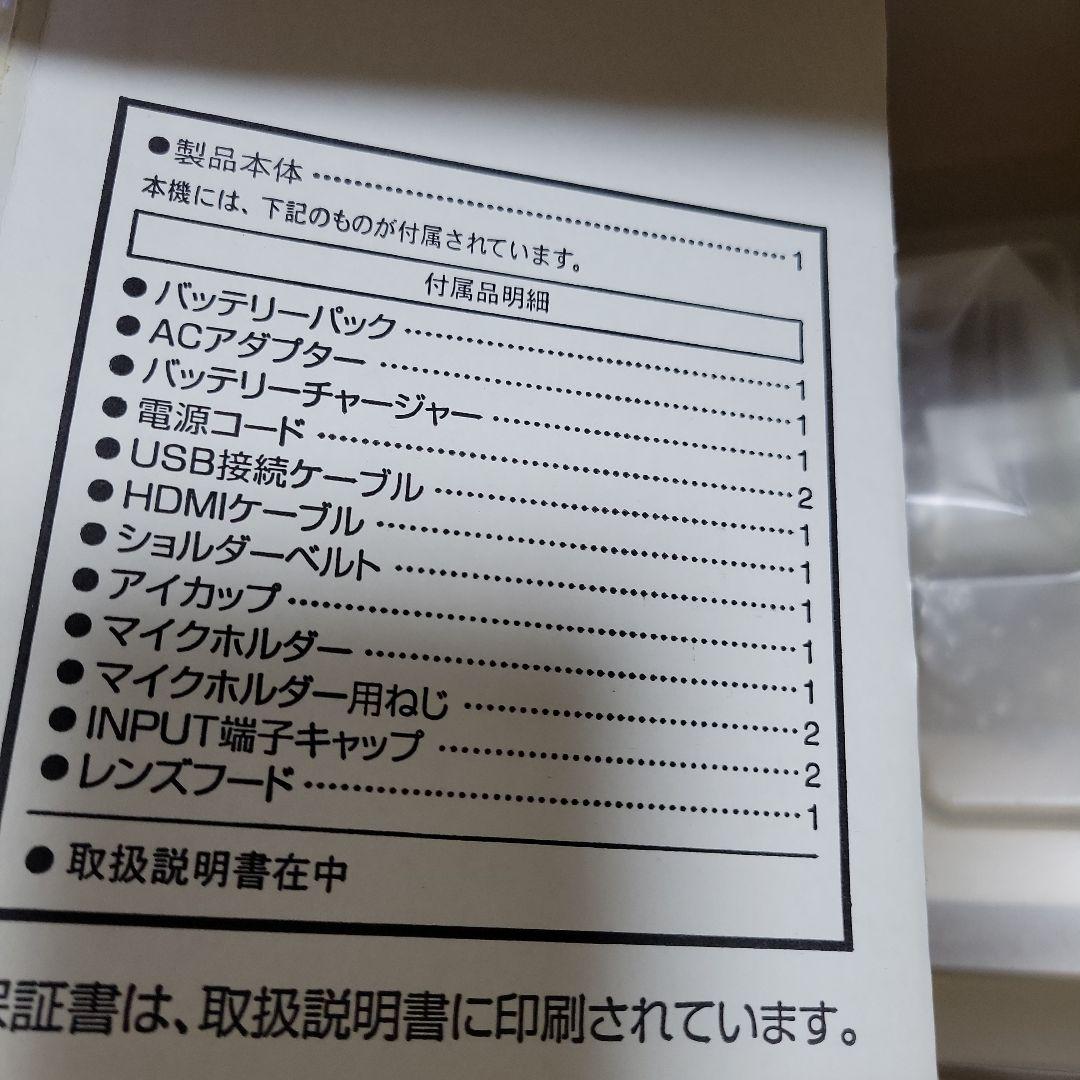 ●製品本体 1
本機には、下記のものが付属されています。
付属品明細
●バッテリーパック 1
●ACアダプター 1
●バッテリーチャージャー 1
●電源コード 2
●USB接続ケーブル 1
●HDMIケーブル 1
●ショルダーベルト 1
●アイカップ 1
●マイクホルダー 1
●マイクホルダー用ねじ 2
●INPUT端子キャップ 2
●レンズフード 1
●取扱説明書在中
保証書は、取扱説明書に印刷されています。